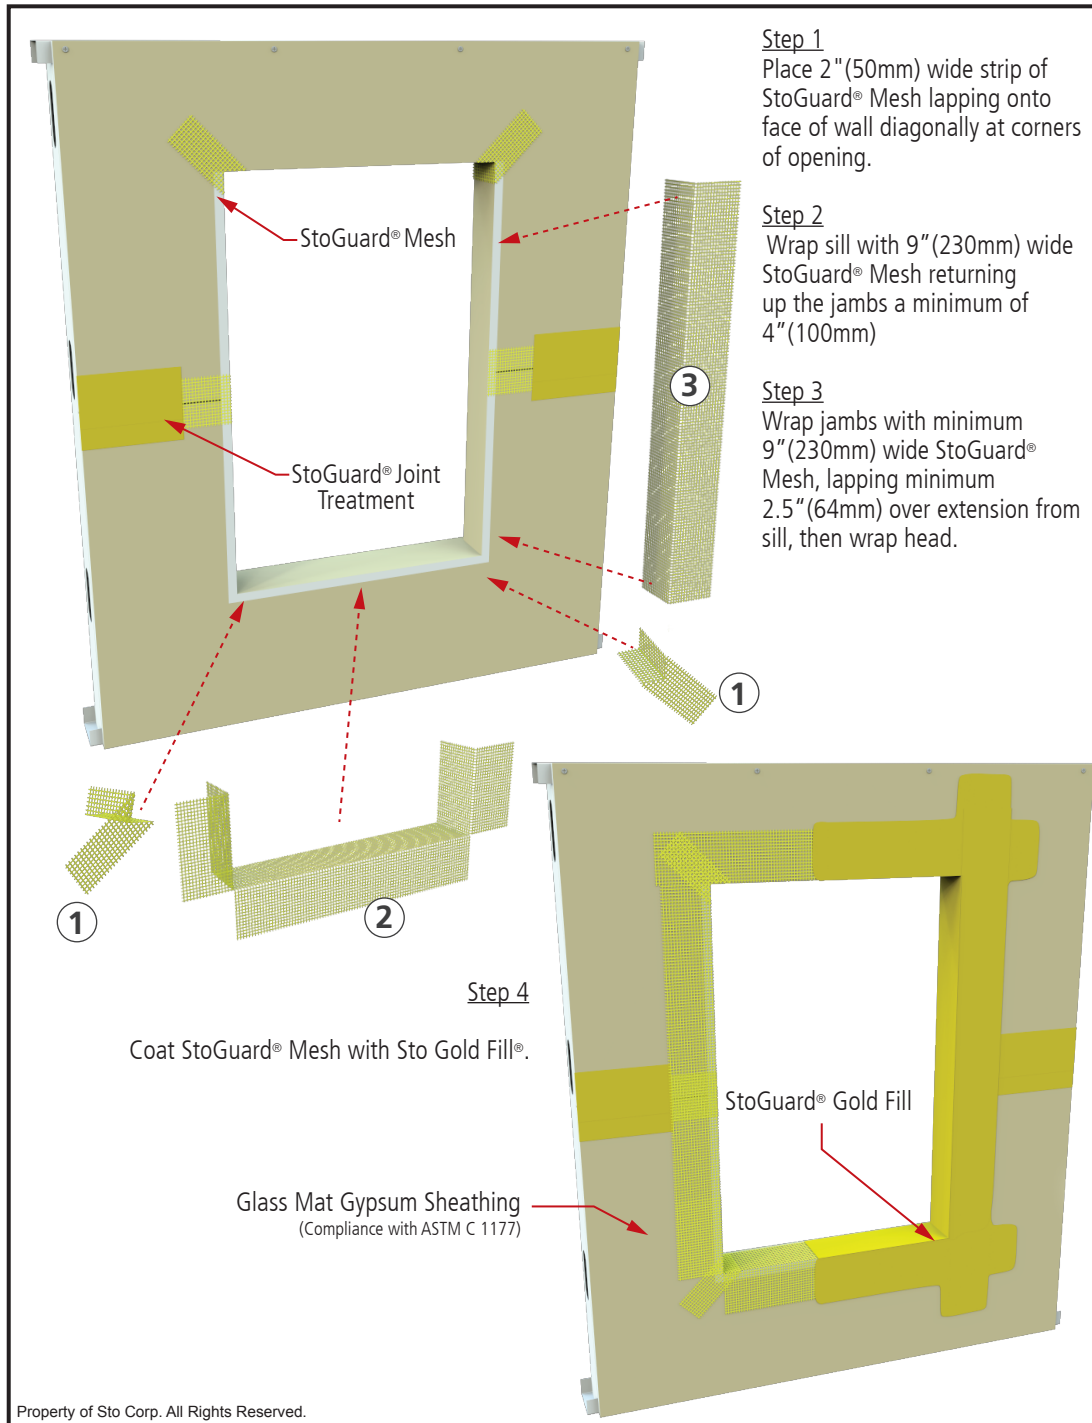 Step 1
Place 2"(50mm) wide strip of
StoGuard® Mesh lapping onto
face of wall diagonally at corners
of opening.
Step 2
Wrap sill with 9”(230mm) wide
StoGuard® Mesh returning
up the jambs a minimum of
4”(100mm)
Step 3
Wrap jambs with minimum
9”(230mm) wide StoGuard®
Mesh, lapping minimum
2.5“(64mm) over extension from
sill, then wrap head.
StoGuard® Mesh
StoGuard® Joint
Treatment
3
1
1
2
Step 4
Coat StoGuard® Mesh with Sto Gold Fill®.
StoGuard® Gold Fill
Glass Mat Gypsum Sheathing
(Compliance with ASTM C 1177)
Property of Sto Corp. All Rights Reserved.